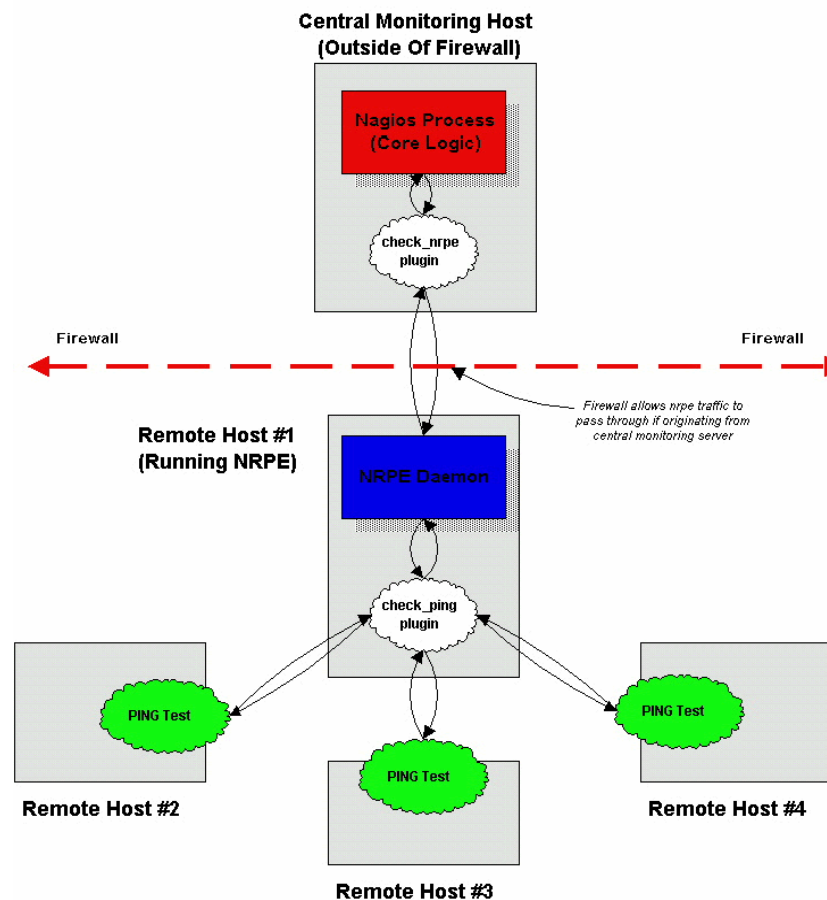 Central Monitoring Host
(Outside Of Firewall)
Nagios Process
(Core Logic)
check_nrpe
plugin
Firewall
Firewall
Firewall allows nrpe traffic to
pass through if originating from
central monitoring server
Remote Host #1
(Running NRPE)
NRPE Daemon
check_ping
plugin
PING Test
PING Test
PING Test
Remote Host #2
Remote Host #4
Remote Host #3